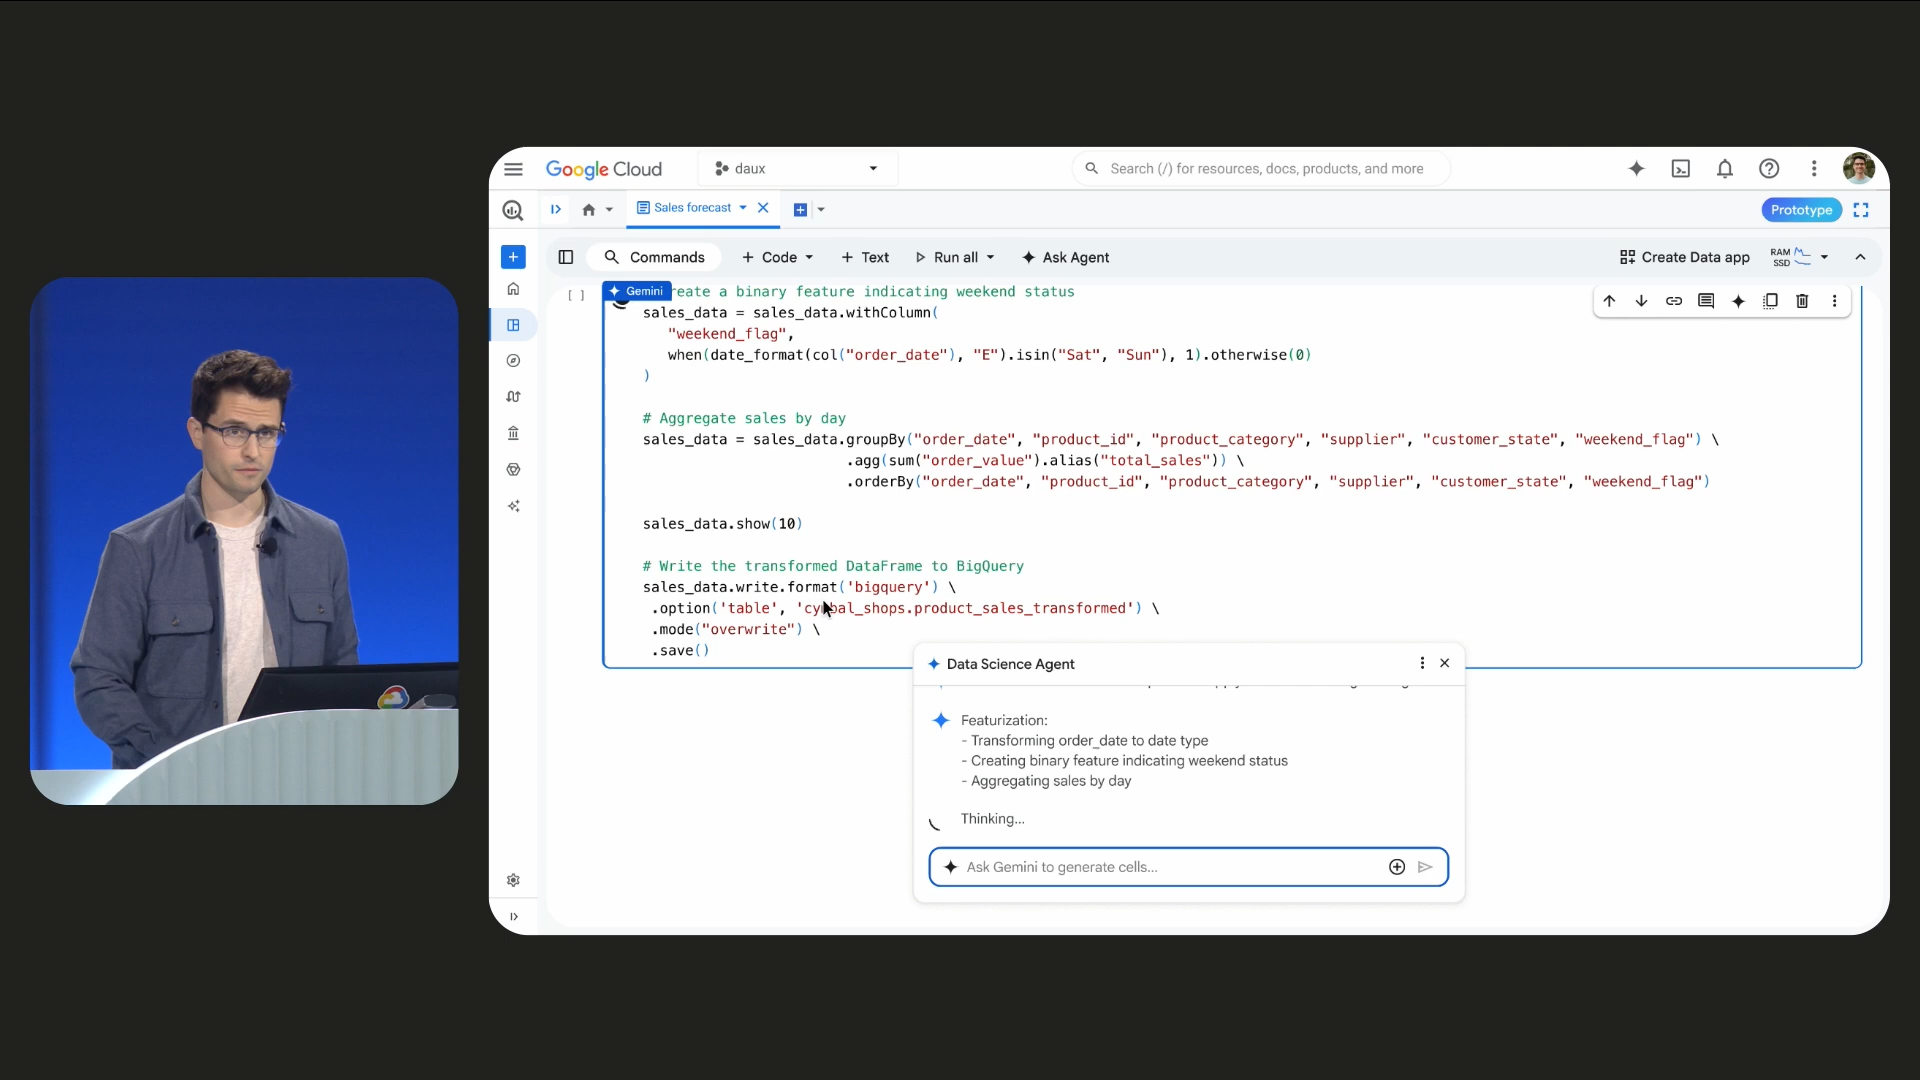 Google Cloud
daux
Search (/) for resources, docs, products, and more
Sales forecast
Prototype
Commands
+ Code
+ Text
Run all
Ask Agent
Create Data app
RAM
SSD
[ ]
Gemini
reate a binary feature indicating weekend status
sales_data = sales_data.withColumn(
"weekend_flag",
when(date_format(col("order_date"), "E").isin("Sat", "Sun"), 1).otherwise(0)
)
# Aggregate sales by day
sales_data = sales_data.groupBy("order_date", "product_id", "product_category", "supplier", "customer_state", "weekend_flag") \
.agg(sum("order_value").alias("total_sales")) \
.orderBy("order_date", "product_id", "product_category", "supplier", "customer_state", "weekend_flag")
sales_data.show(10)
# Write the transformed DataFrame to BigQuery
sales_data.write.format('bigquery') \
.option('table', 'cymbal_shops.product_sales_transformed') \
.mode("overwrite") \
.save()
Data Science Agent
Featurization:
- Transforming order_date to date type
- Creating binary feature indicating weekend status
- Aggregating sales by day
Thinking...
Ask Gemini to generate cells...